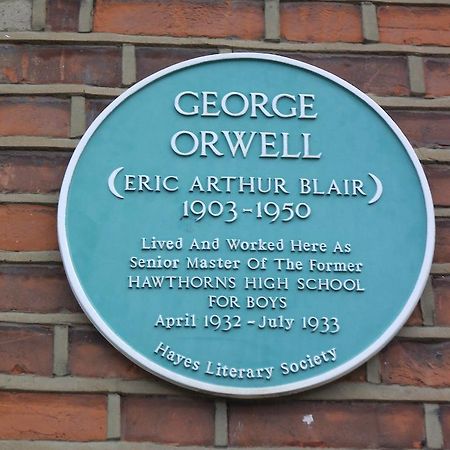 GEORGE
ORWELL
(ERIC ARTHUR BLAIR)
1903-1950
Lived And Worked Here As
Senior Master Of The Former
HAWTHORNS HIGH SCHOOL
FOR BOYS
April 1932 - July 1933
Hayes Literary Society